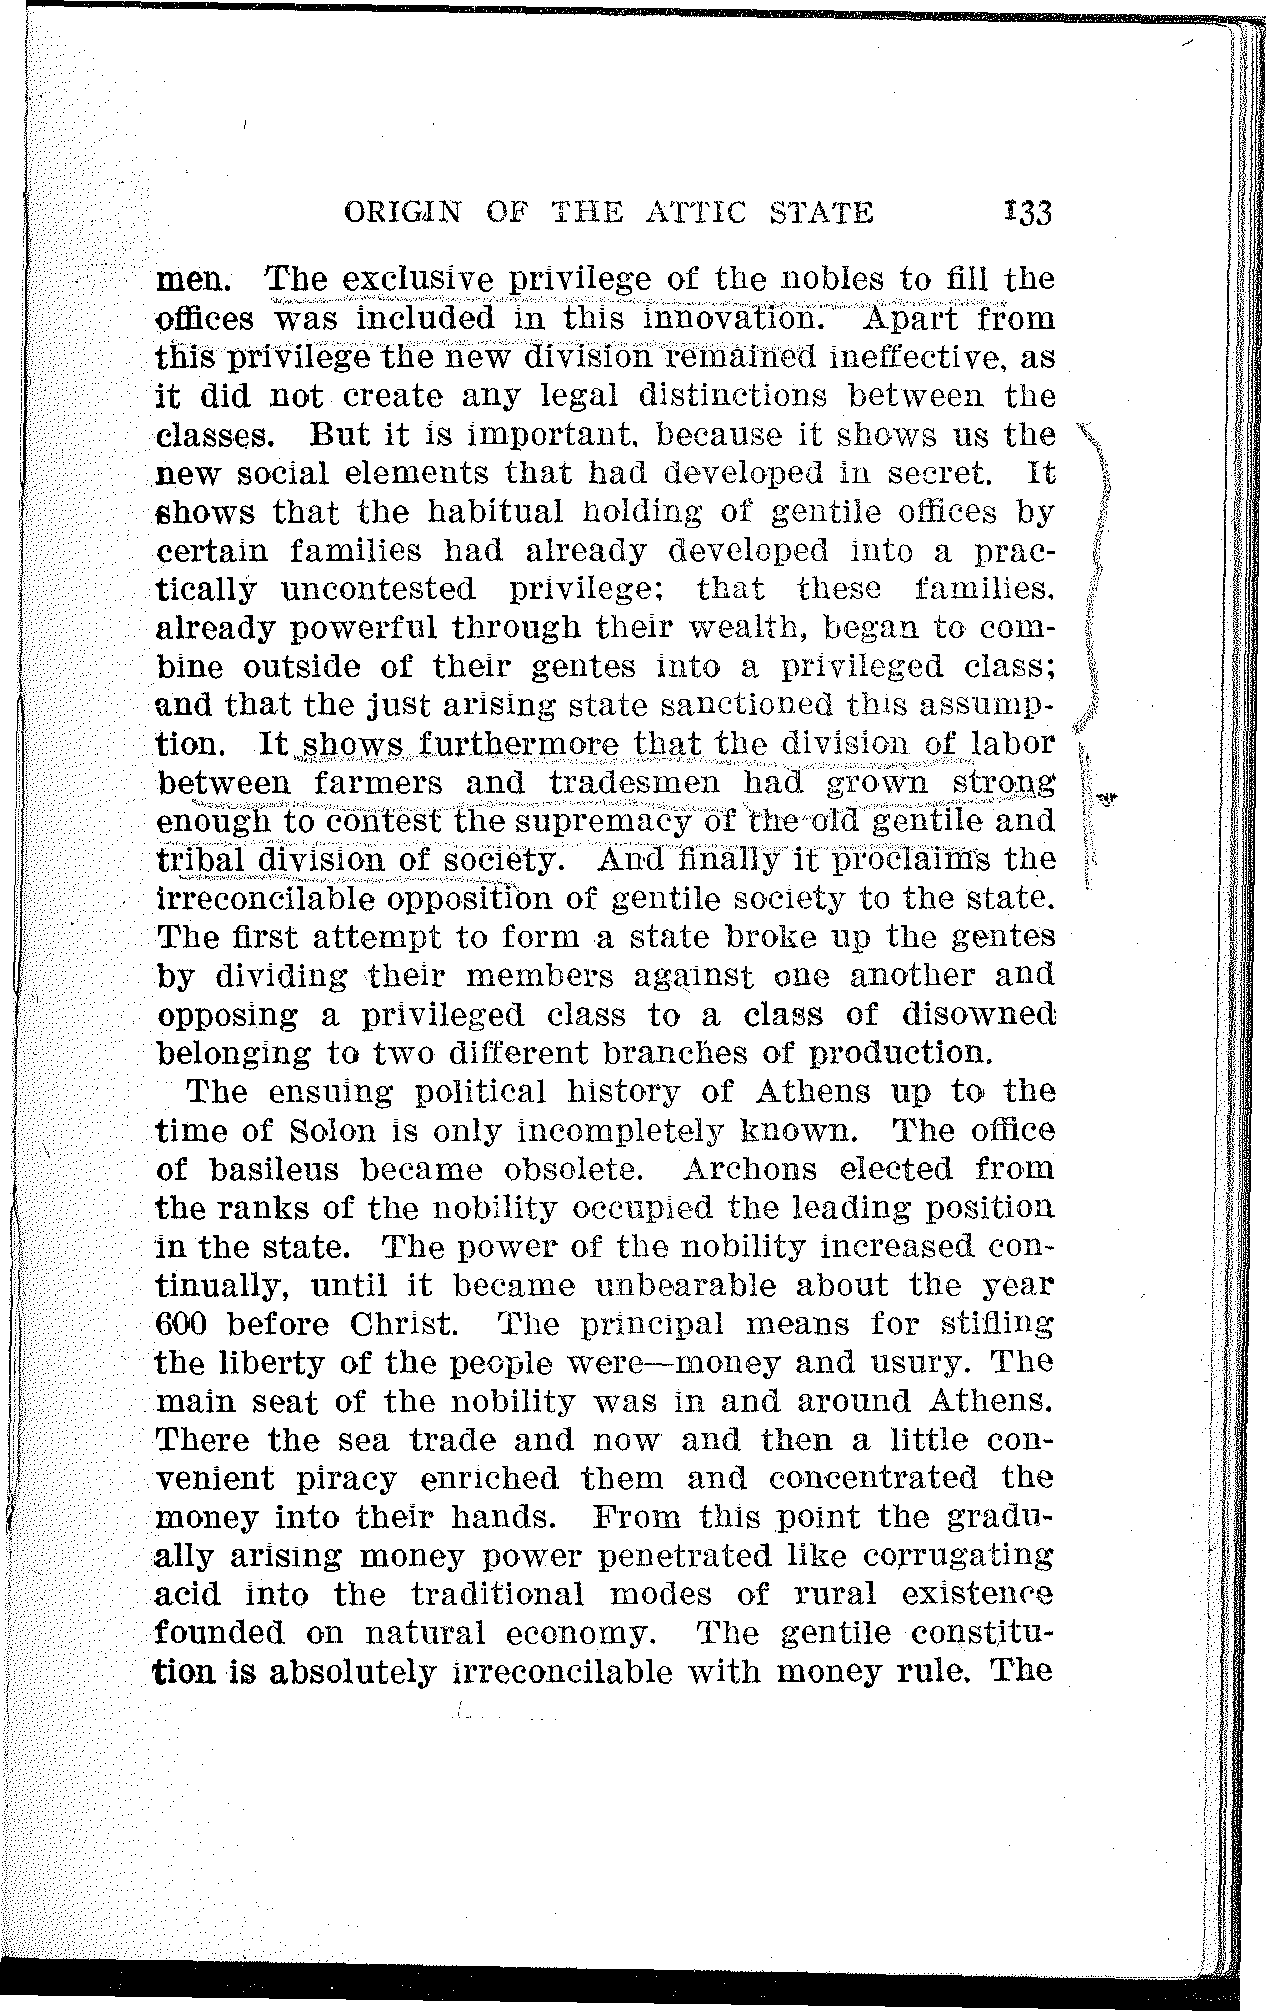 ORIGIN OF THE ATTIC STATE 133
men. The exclusive privilege of the nobles to fill the
offices was included in this innovation. Apart from
this privilege the new division remained ineffective, as
it did not create any legal distinctions between the
classes. But it is important, because it shows us the
new social elements that had developed in secret. It
shows that the habitual holding of gentile offices by
certain families had already developed into a prac-
tically uncontested privilege; that these families,
already powerful through their wealth, began to com-
bine outside of their gentes into a privileged class;
and that the just arising state sanctioned this assump-
tion. It shows furthermore that the division of labor
between farmers and tradesmen had grown strong
enough to contest the supremacy of the old gentile and
tribal division of society. And finally it proclaims the
irreconcilable opposition of gentile society to the state.
The first attempt to form a state broke up the gentes
by dividing their members against one another and
opposing a privileged class to a class of disowned
belonging to two different branches of production.
The ensuing political history of Athens up to the
time of Solon is only incompletely known. The office
of basileus became obsolete. Archons elected from
the ranks of the nobility occupied the leading position
in the state. The power of the nobility increased con-
tinually, until it became unbearable about the year
600 before Christ. The principal means for stifling
the liberty of the people were—money and usury. The
main seat of the nobility was in and around Athens.
There the sea trade and now and then a little con-
venient piracy enriched them and concentrated the
money into their hands. From this point the gradu-
ally arising money power penetrated like corrugating
acid into the traditional modes of rural existence
founded on natural economy. The gentile constitu-
tion is absolutely irreconcilable with money rule. The